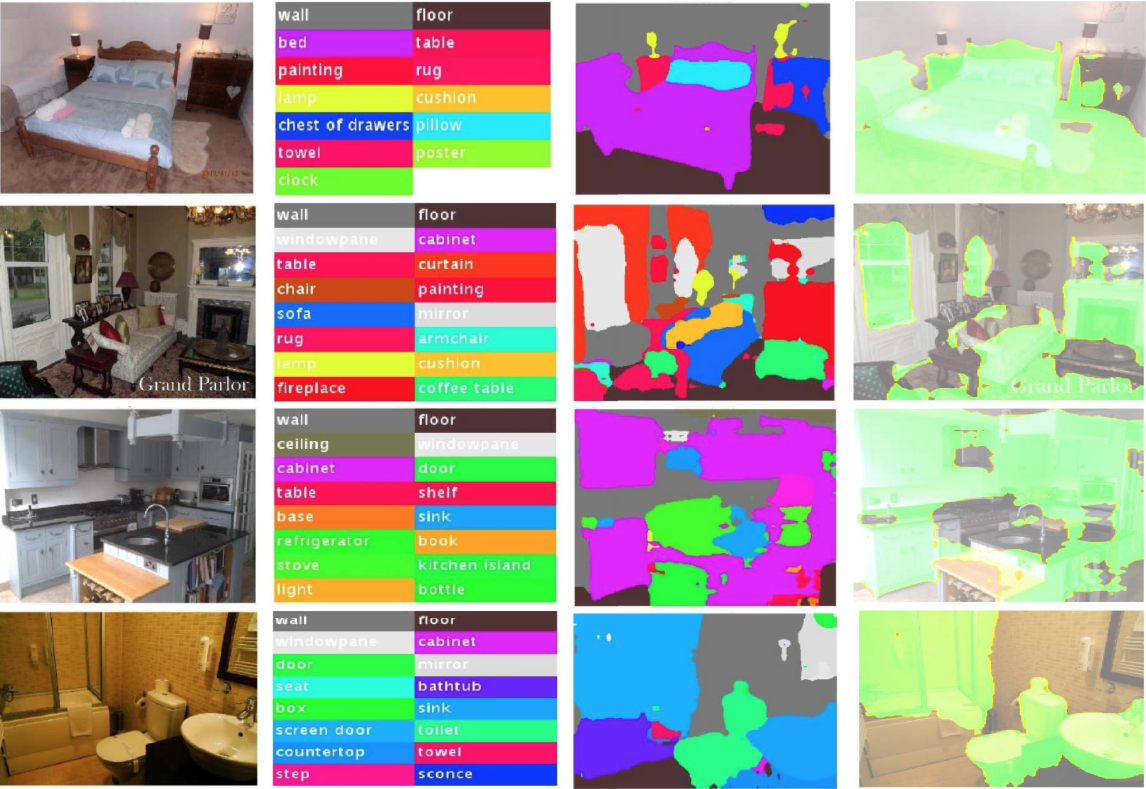 wall floor
bed table
painting rug
lamp cushion
chest of drawers pillow
towel poster
clock
wall floor
windowpane cabinet
table curtain
chair painting
sofa mirror
rug armchair
lamp cushion
fireplace coffee table
Grand Parlor
Grand Parlor
wall floor
ceiling windowpane
cabinet door
table shelf
base sink
refrigerator book
stove kitchen island
light bottle
wall floor
windowpane cabinet
door mirror
seat bathtub
box sink
screen door toilet
countertop towel
step sconce